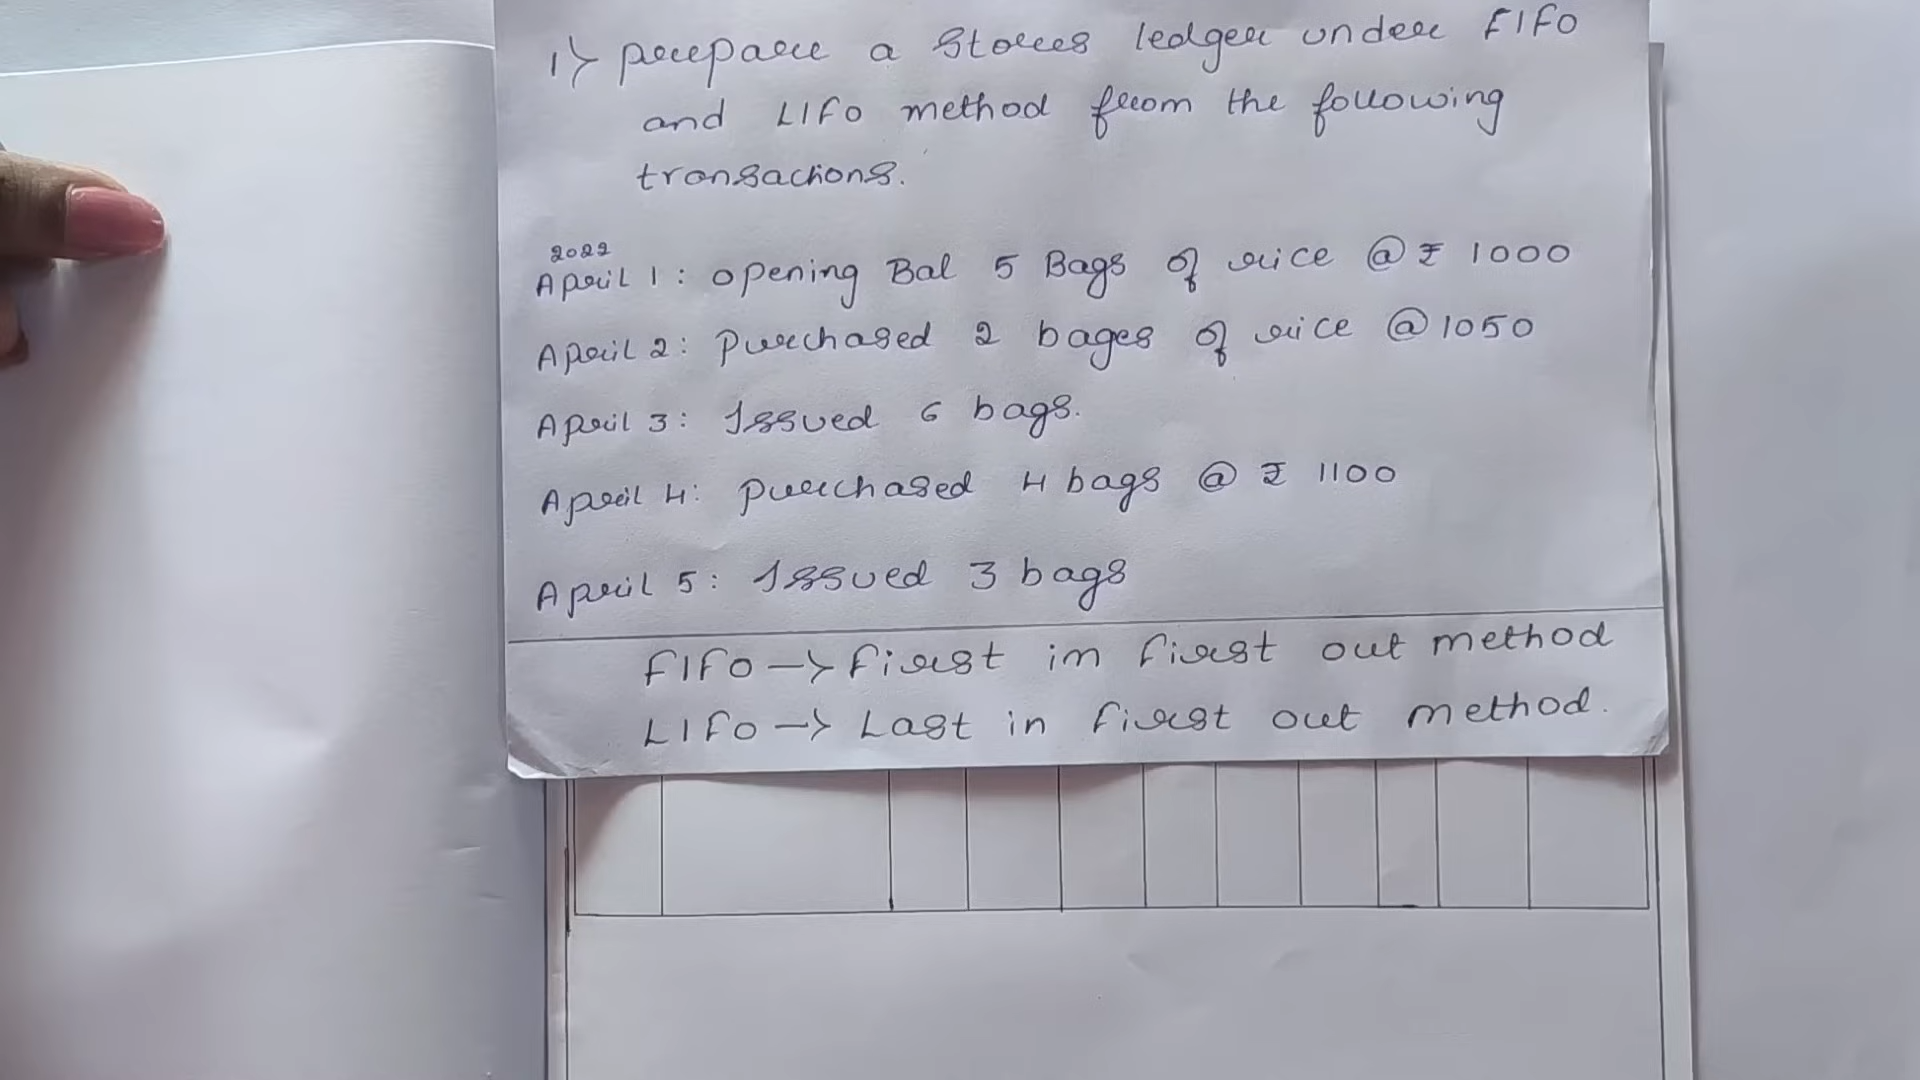 1) prepare a Stores ledger under FIFO
and LIFO method from the following
transactions.
2022
April 1: opening Bal 5 Bags of rice @ ₹ 1000
April 2: Purchased 2 bages of rice @ 1050
April 3: Issued 6 bags.
April 4: purchased 4 bags @ ₹ 1100
April 5: Issued 3 bags
FIFO → First in first out method
LIFO → Last in first out method.